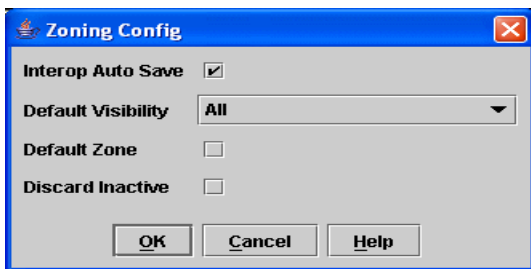 Zoning Config
Interop Auto Save
Default Visibility All
Default Zone
Discard Inactive
OK Cancel Help